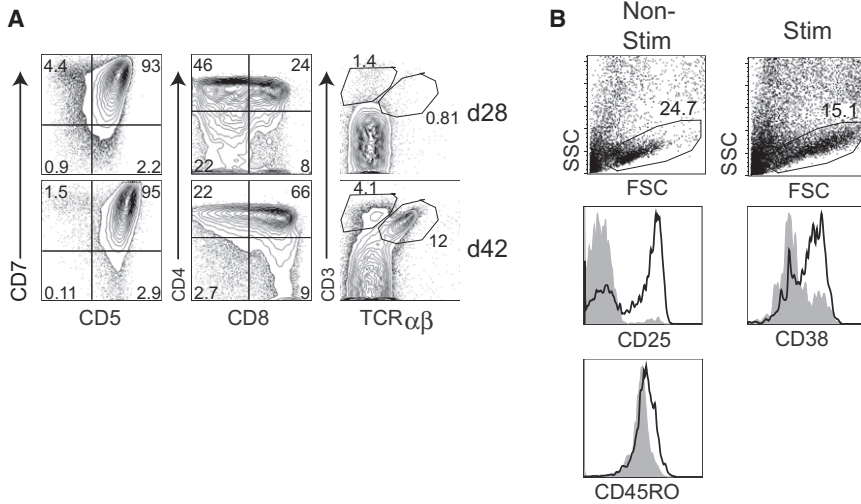 A
4.4 93
0.9 2.2
46 24
22 8
1.4
0.81
d28
1.5 95
0.11 2.9
22 66
2.7 9
4.1
12
d42
CD7
CD4
CD3
CD5
CD8
TCRαβ
B
Non-
Stim
Stim
24.7
15.1
SSC
FSC
SSC
FSC
CD25
CD38
CD45RO